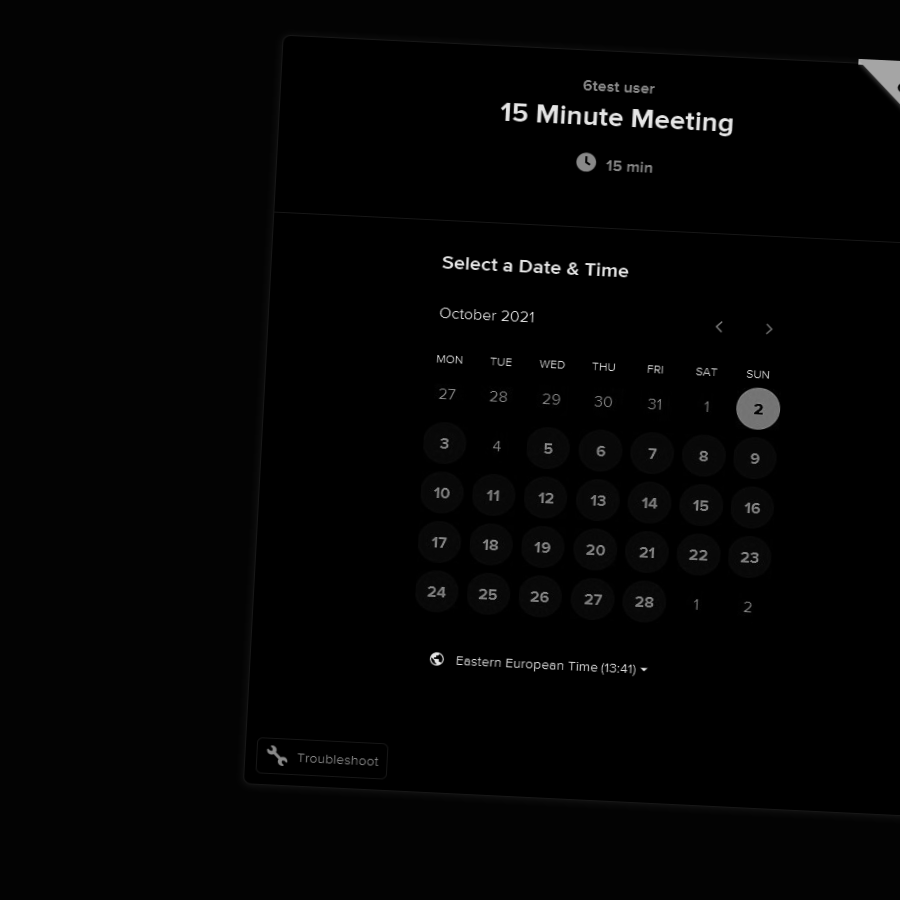 6test user
15 Minute Meeting
15 min
Select a Date & Time
October 2021
MON TUE WED THU FRI SAT SUN
27 28 29 30 31 1 2
3 4 5 6 7 8 9
10 11 12 13 14 15 16
17 18 19 20 21 22 23
24 25 26 27 28 1 2
Eastern European Time (13:41)
Troubleshoot